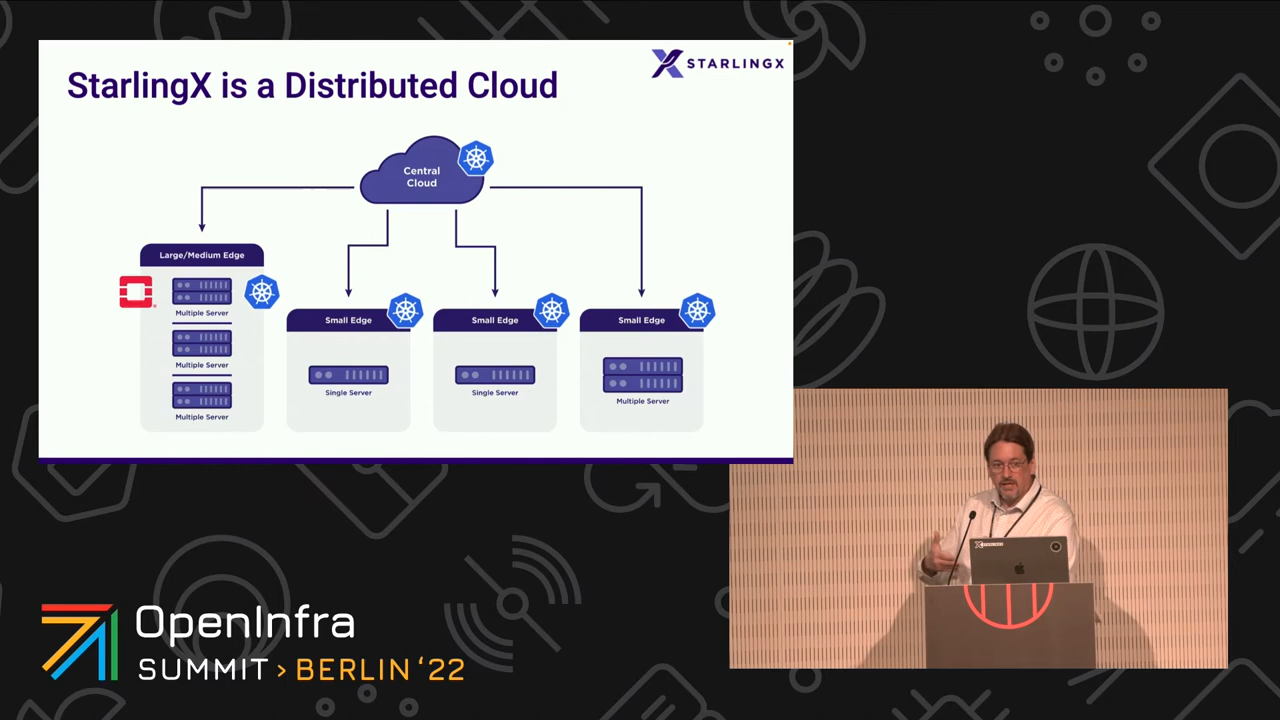 StarlingX is a Distributed Cloud
STARLINGX
Central
Cloud
Large/Medium Edge
Multiple Server
Multiple Server
Multiple Server
Small Edge
Single Server
Small Edge
Single Server
Small Edge
Multiple Server
STARLINGX
OpenInfra
SUMMIT > BERLIN ‘22